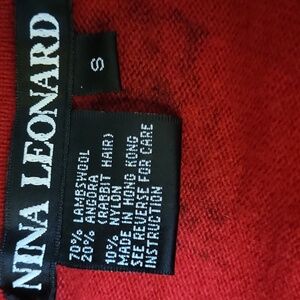 NINA LEONARD
S
70% LAMBSWOOL
20% ANGORA
(RABBIT HAIR)
10% NYLON
MADE IN HONG KONG
SEE REVERSE FOR CARE
INSTRUCTION